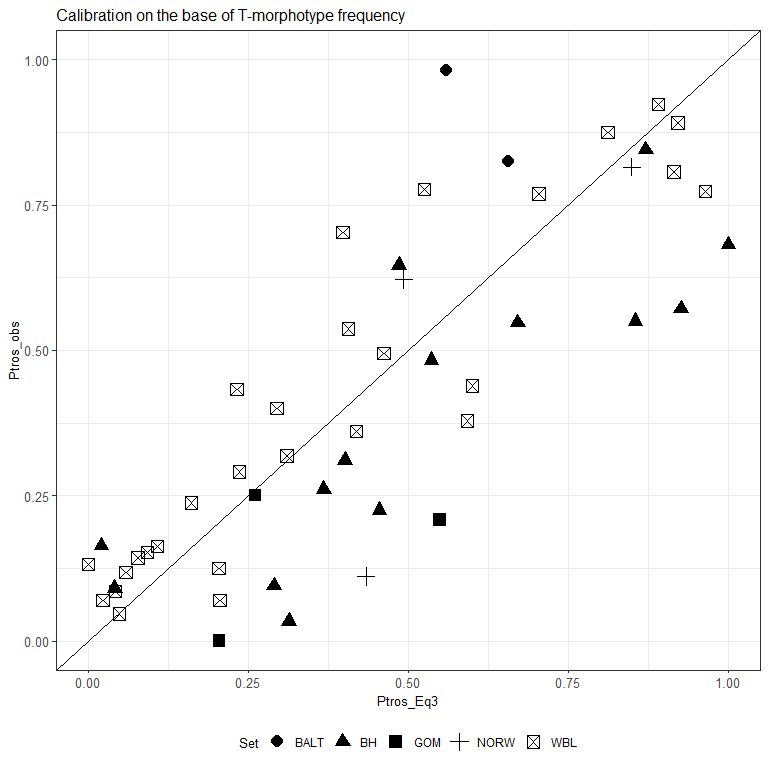 Calibration on the base of T-morphotype frequency
1.00
0.75
0.50
0.25
0.00
Ptros_obs
0.00 0.25 0.50 0.75 1.00
Ptros_Eq3
Set BALT BH GOM NORW WBL